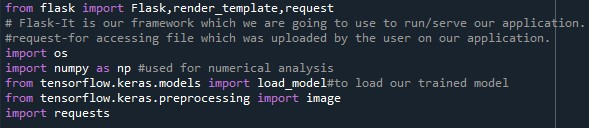 from flask import Flask,render_template,request
# Flask-It is our framework which we are going to use to run/serve our application.
#request-for accessing file which was uploaded by the user on our application.
import os
import numpy as np #used for numerical analysis
from tensorflow.keras.models import load_model#to load our trained model
from tensorflow.keras.preprocessing import image
import requests